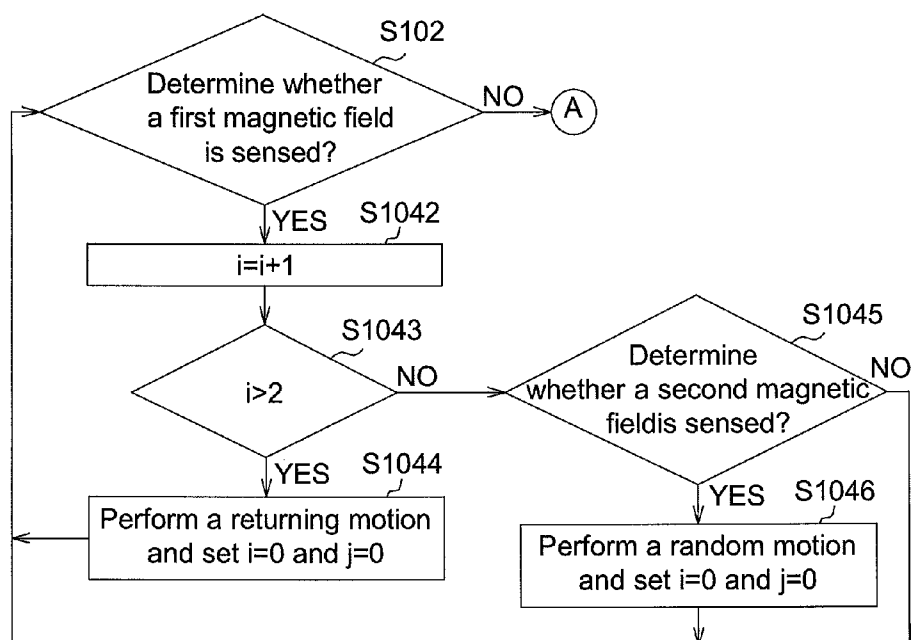 S102
Determine whether
a first magnetic field
is sensed?
NO
A
YES
S1042
i=i+1
S1043
i>2
NO
S1045
Determine
whether a second magnetic
fieldis sensed?
NO
YES
S1044
Perform a returning motion
and set i=0 and j=0
YES
S1046
Perform a random motion
and set i=0 and j=0